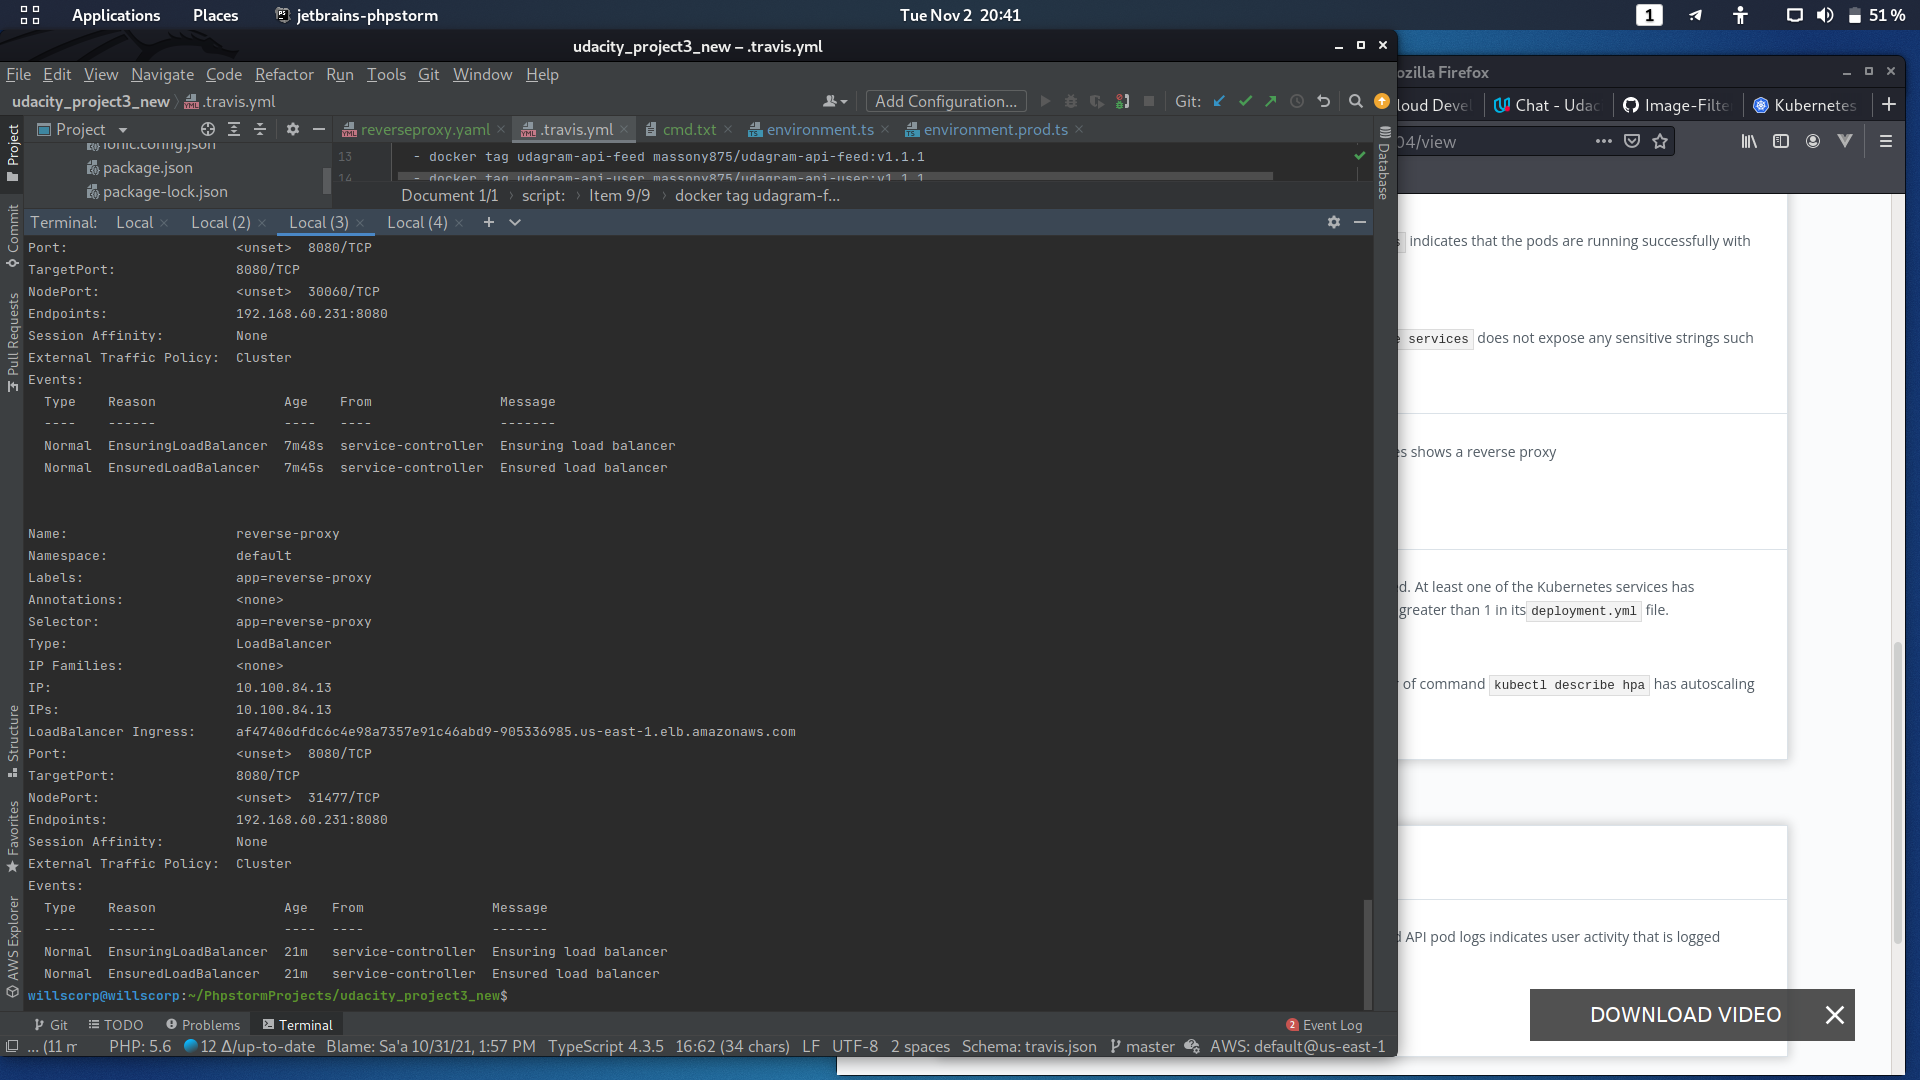 Applications Places jetbrains-phpstorm Tue Nov 2 20:41 1 51 %
udacity_project3_new – .travis.yml
File Edit View Navigate Code Refactor Run Tools Git Window Help
udacity_project3_new .travis.yml Add Configuration... Git:
Project reverseproxy.yaml .travis.yml cmd.txt environment.ts environment.prod.ts
ionic.config.json
package.json
package-lock.json
13 - docker tag udagram-api-feed massony875/udagram-api-feed:v1.1.1
14 - docker tag udagram-api-user massony875/udagram-api-user:v1.1.1
Document 1/1 script: Item 9/9 docker tag udagram-f...
Terminal: Local Local (2) Local (3) Local (4)
Port: <unset> 8080/TCP
TargetPort: 8080/TCP
NodePort: <unset> 30060/TCP
Endpoints: 192.168.60.231:8080
Session Affinity: None
External Traffic Policy: Cluster
Events:
Type Reason Age From Message
---- ------ ---- ---- -------
Normal EnsuringLoadBalancer 7m48s service-controller Ensuring load balancer
Normal EnsuredLoadBalancer 7m45s service-controller Ensured load balancer
Name: reverse-proxy
Namespace: default
Labels: app=reverse-proxy
Annotations: <none>
Selector: app=reverse-proxy
Type: LoadBalancer
IP Families: <none>
IP: 10.100.84.13
IPs: 10.100.84.13
LoadBalancer Ingress: af47406dfdc6c4e98a7357e91c46abd9-905336985.us-east-1.elb.amazonaws.com
Port: <unset> 8080/TCP
TargetPort: 8080/TCP
NodePort: <unset> 31477/TCP
Endpoints: 192.168.60.231:8080
Session Affinity: None
External Traffic Policy: Cluster
Events:
Type Reason Age From Message
---- ------ ---- ---- -------
Normal EnsuringLoadBalancer 21m service-controller Ensuring load balancer
Normal EnsuredLoadBalancer 21m service-controller Ensured load balancer
willscorp@willscorp:~/PhpstormProjects/udacity_project3_new$
Git TODO Problems Terminal 2 Event Log
... (11 m PHP: 5.6 12 Δ/up-to-date Blame: Sa'a 10/31/21, 1:57 PM TypeScript 4.3.5 16:62 (34 chars) LF UTF-8 2 spaces Schema: travis.json master AWS: default@us-east-1
Project
Commit
Pull Requests
Structure
Favorites
AWS Explorer
Database
ozilla Firefox
loud Devel Chat - Udac Image-Filte Kubernetes
04/view
s indicates that the pods are running successfully with
e services does not expose any sensitive strings such
es shows a reverse proxy
d. At least one of the Kubernetes services has
greater than 1 in its deployment.yml file.
r of command kubectl describe hpa has autoscaling
d API pod logs indicates user activity that is logged
DOWNLOAD VIDEO